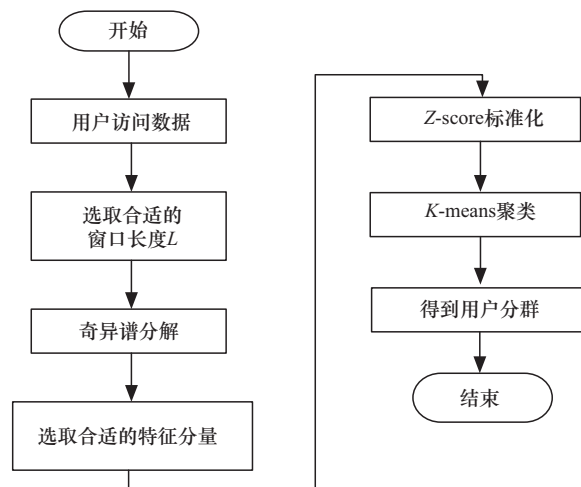 开始
用户访问数据
选取合适的
窗口长度L
奇异谱分解
选取合适的特征分量
Z-score标准化
K-means聚类
得到用户分群
结束